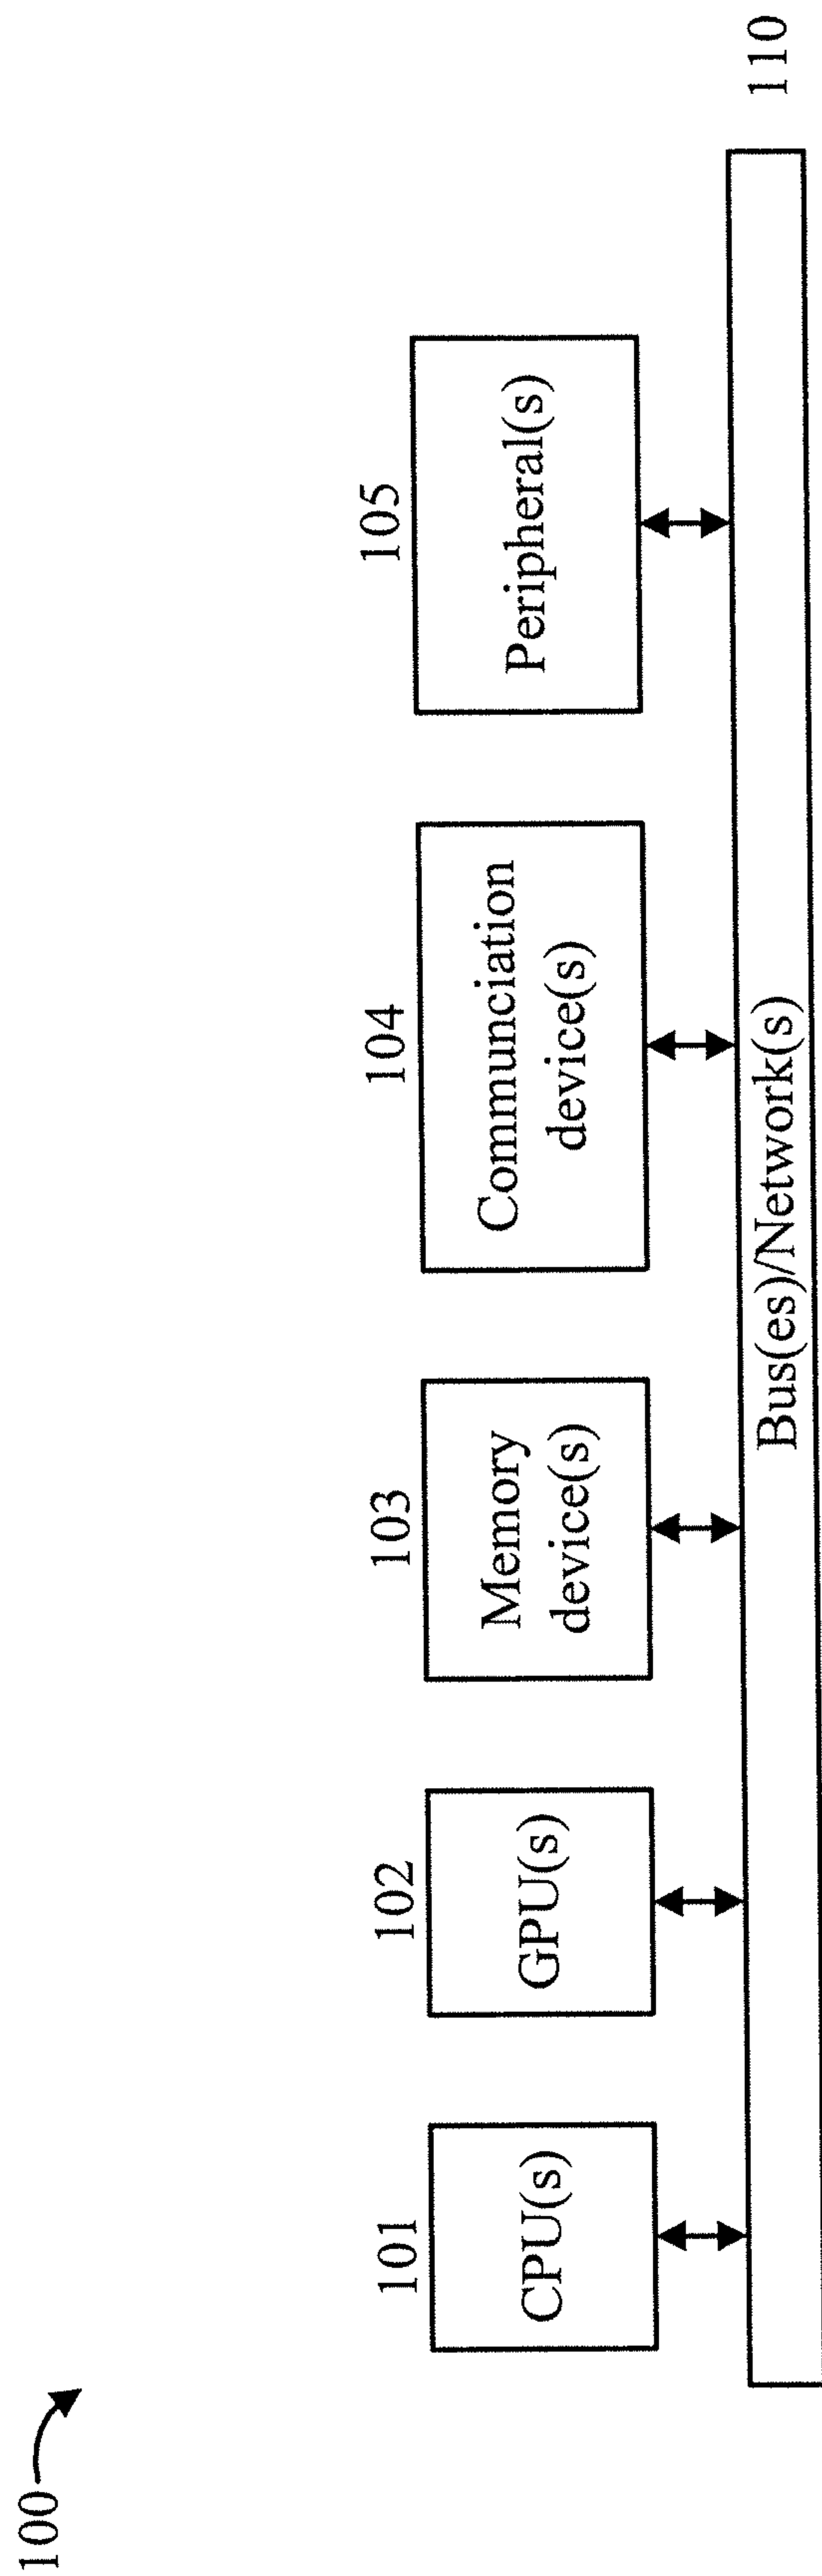 100
101
CPU(s)
102
GPU(s)
103
Memory
device(s)
104
Communciation
device(s)
105
Peripheral(s)
Bus(es)/Network(s)
110